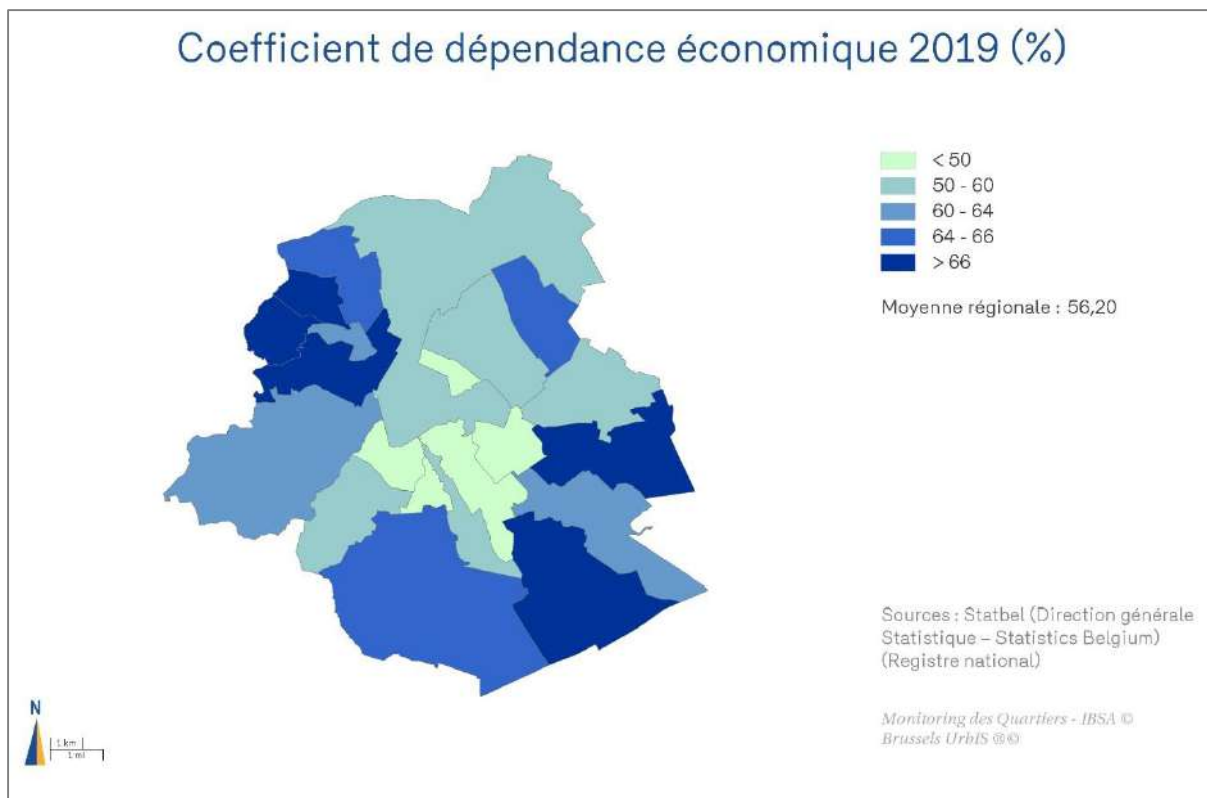 Coefficient de dépendance économique 2019 (%)
< 50
50 - 60
60 - 64
64 - 66
> 66
Moyenne régionale : 56,20
Sources : Statbel (Direction générale
Statistique – Statistics Belgium)
(Registre national)
Monitoring des Quartiers - IBSA ©
Brussels UrbIS ®©
N
1 km
1 mi